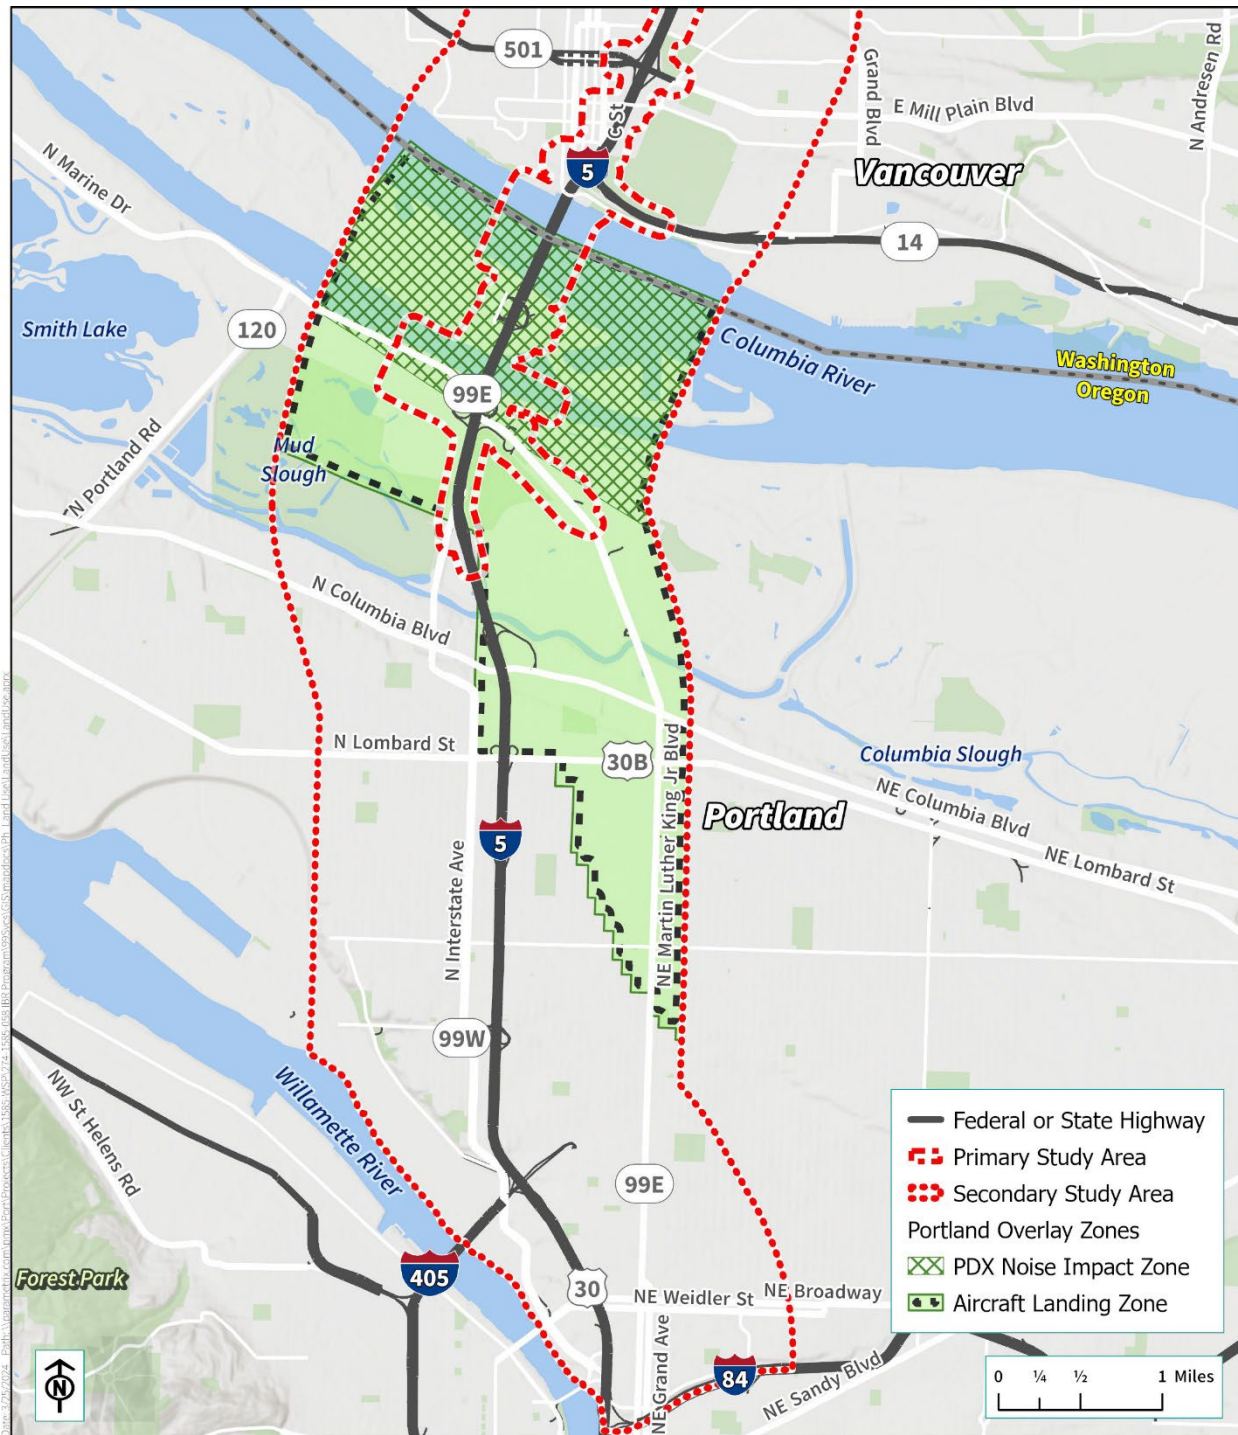 501
C St
Grand Blvd
E Mill Plain Blvd
N Andresen Rd
N Marine Dr
5
Vancouver
14
Smith Lake
120
Columbia River
Washington
Oregon
99E
N Portland Rd
Mud
Slough
N Columbia Blvd
N Lombard St
30B
NE Martin Luther King Jr Blvd
Columbia Slough
NE Columbia Blvd
Portland
NE Lombard St
5
N Interstate Ave
99W
Willamette River
NW St Helens Rd
99E
Forest Park
405
30
NE Weidler St
NE Broadway
NE Grand Ave
84
NE Sandy Blvd
Federal or State Highway
Primary Study Area
Secondary Study Area
Portland Overlay Zones
PDX Noise Impact Zone
Aircraft Landing Zone
N
0 ¼ ½ 1 Miles